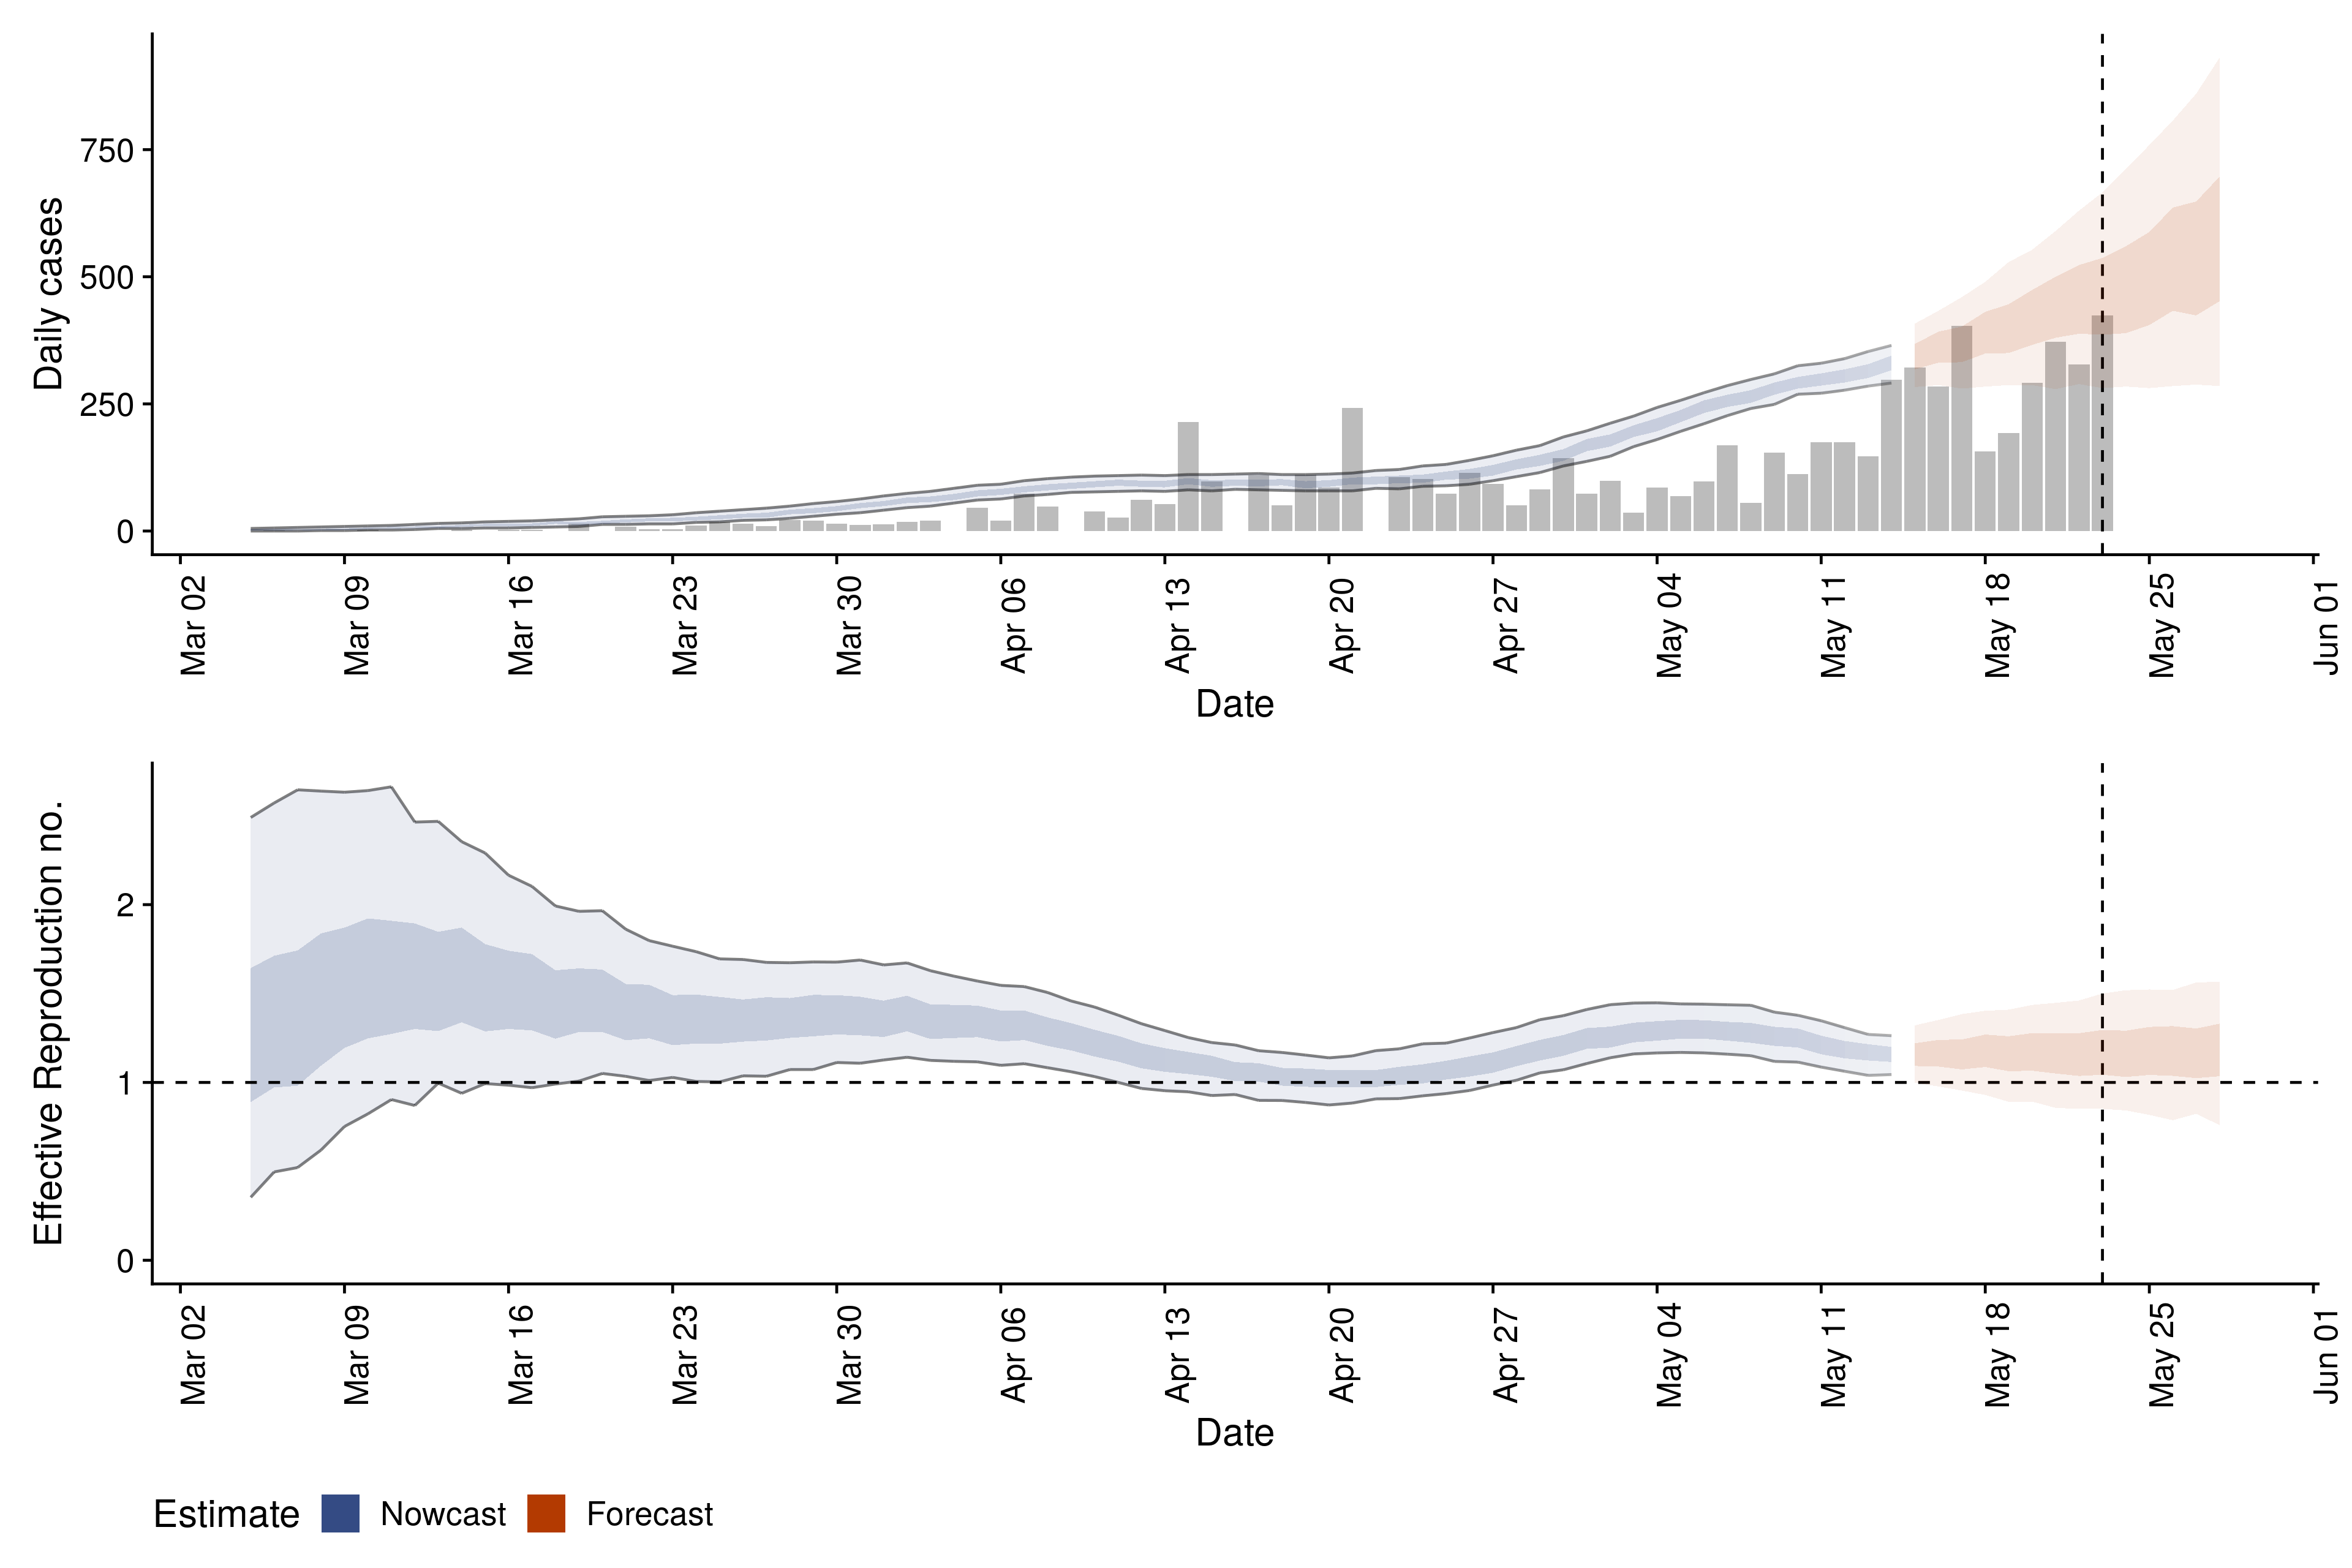 Daily cases
750
500
250
0
Mar 02
Mar 09
Mar 16
Mar 23
Mar 30
Apr 06
Apr 13
Apr 20
Apr 27
May 04
May 11
May 18
May 25
Jun 01
Date
Effective Reproduction no.
2
1
0
Mar 02
Mar 09
Mar 16
Mar 23
Mar 30
Apr 06
Apr 13
Apr 20
Apr 27
May 04
May 11
May 18
May 25
Jun 01
Date
Estimate Nowcast Forecast